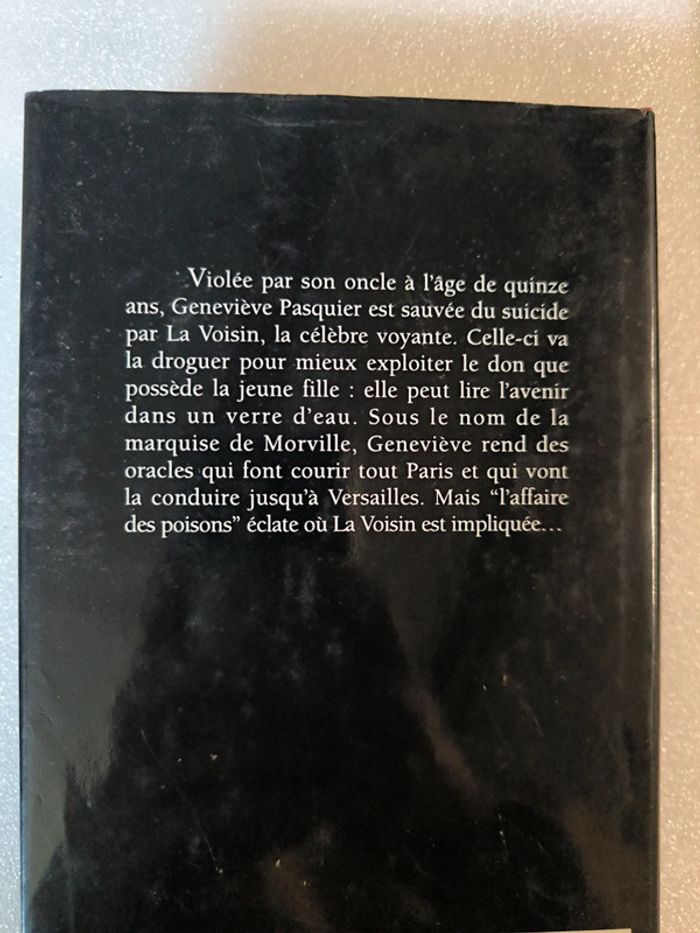 Violée par son oncle à l'âge de quinze
ans, Geneviève Pasquier est sauvée du suicide
par La Voisin, la célèbre voyante. Celle-ci va
la droguer pour mieux exploiter le don que
possède la jeune fille : elle peut lire l'avenir
dans un verre d'eau. Sous le nom de la
marquise de Morville, Geneviève rend des
oracles qui font courir tout Paris et qui vont
la conduire jusqu'à Versailles. Mais “l'affaire
des poisons” éclate où La Voisin est impliquée…